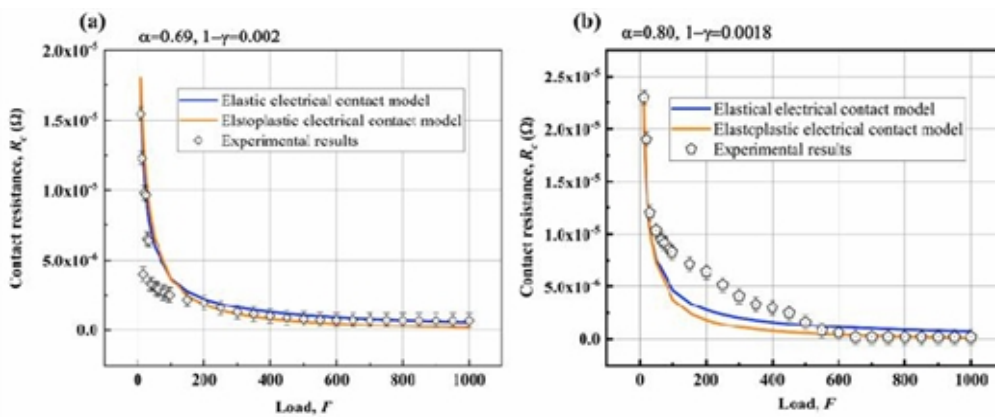 (a)
α=0.69, 1−γ=0.002
2.0x10⁻⁵
1.5x10⁻⁵
1.0x10⁻⁵
5.0x10⁻⁶
0.0
Contact resistance, R_c (Ω)
Elastic electrical contact model
Elstoplastic electrical contact model
Experimental results
0 200 400 600 800 1000
Load, F
(b)
α=0.80, 1−γ=0.0018
2.5x10⁻⁵
2.0x10⁻⁵
1.5x10⁻⁵
1.0x10⁻⁵
5.0x10⁻⁶
0.0
Contact resistance, R_c (Ω)
Elastical electrical contact model
Elastoplastic electrical contact model
Experimental results
0 200 400 600 800 1000
Load, F